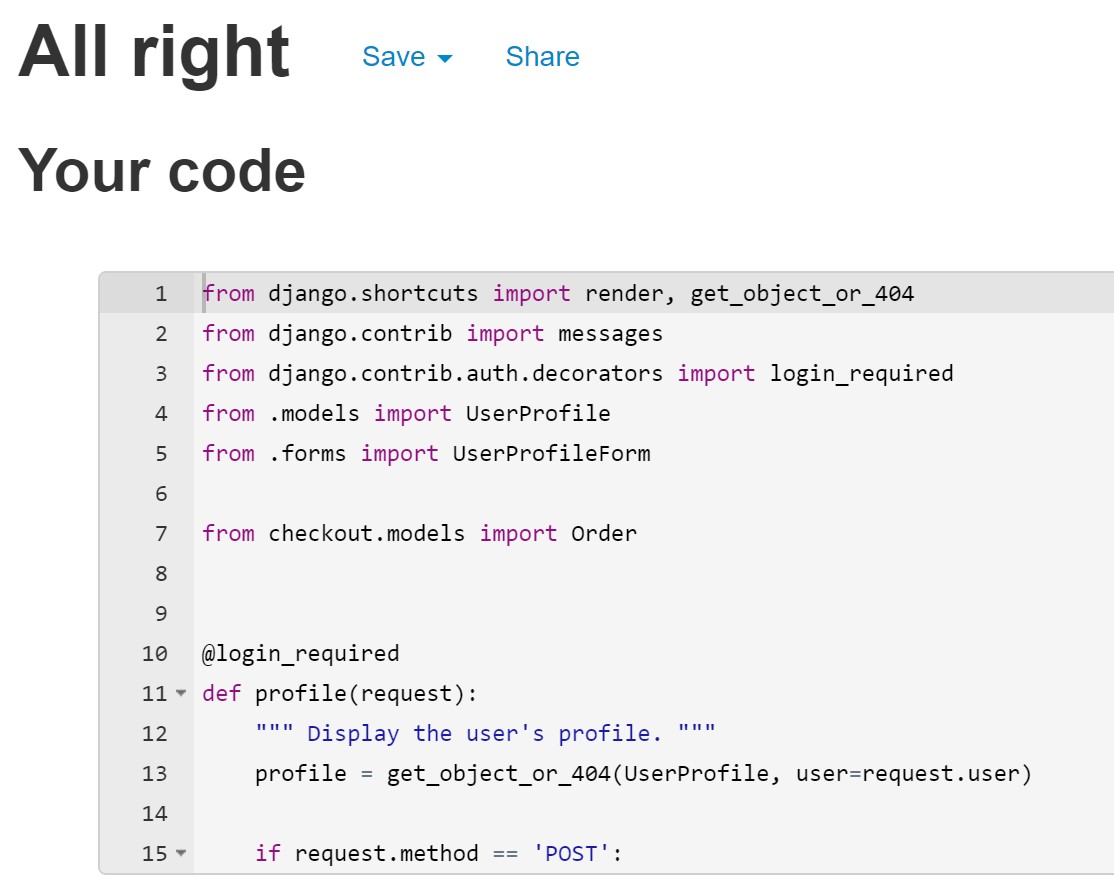 All right Save Share
Your code
1 from django.shortcuts import render, get_object_or_404
2 from django.contrib import messages
3 from django.contrib.auth.decorators import login_required
4 from .models import UserProfile
5 from .forms import UserProfileForm
6
7 from checkout.models import Order
8
9
10 @login_required
11 def profile(request):
12     """ Display the user's profile. """
13     profile = get_object_or_404(UserProfile, user=request.user)
14
15     if request.method == 'POST':